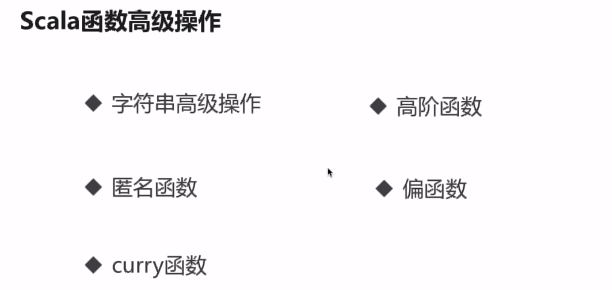 Scala函数高级操作
◆ 字符串高级操作
◆ 高阶函数
◆ 匿名函数
◆ 偏函数
◆ curry函数